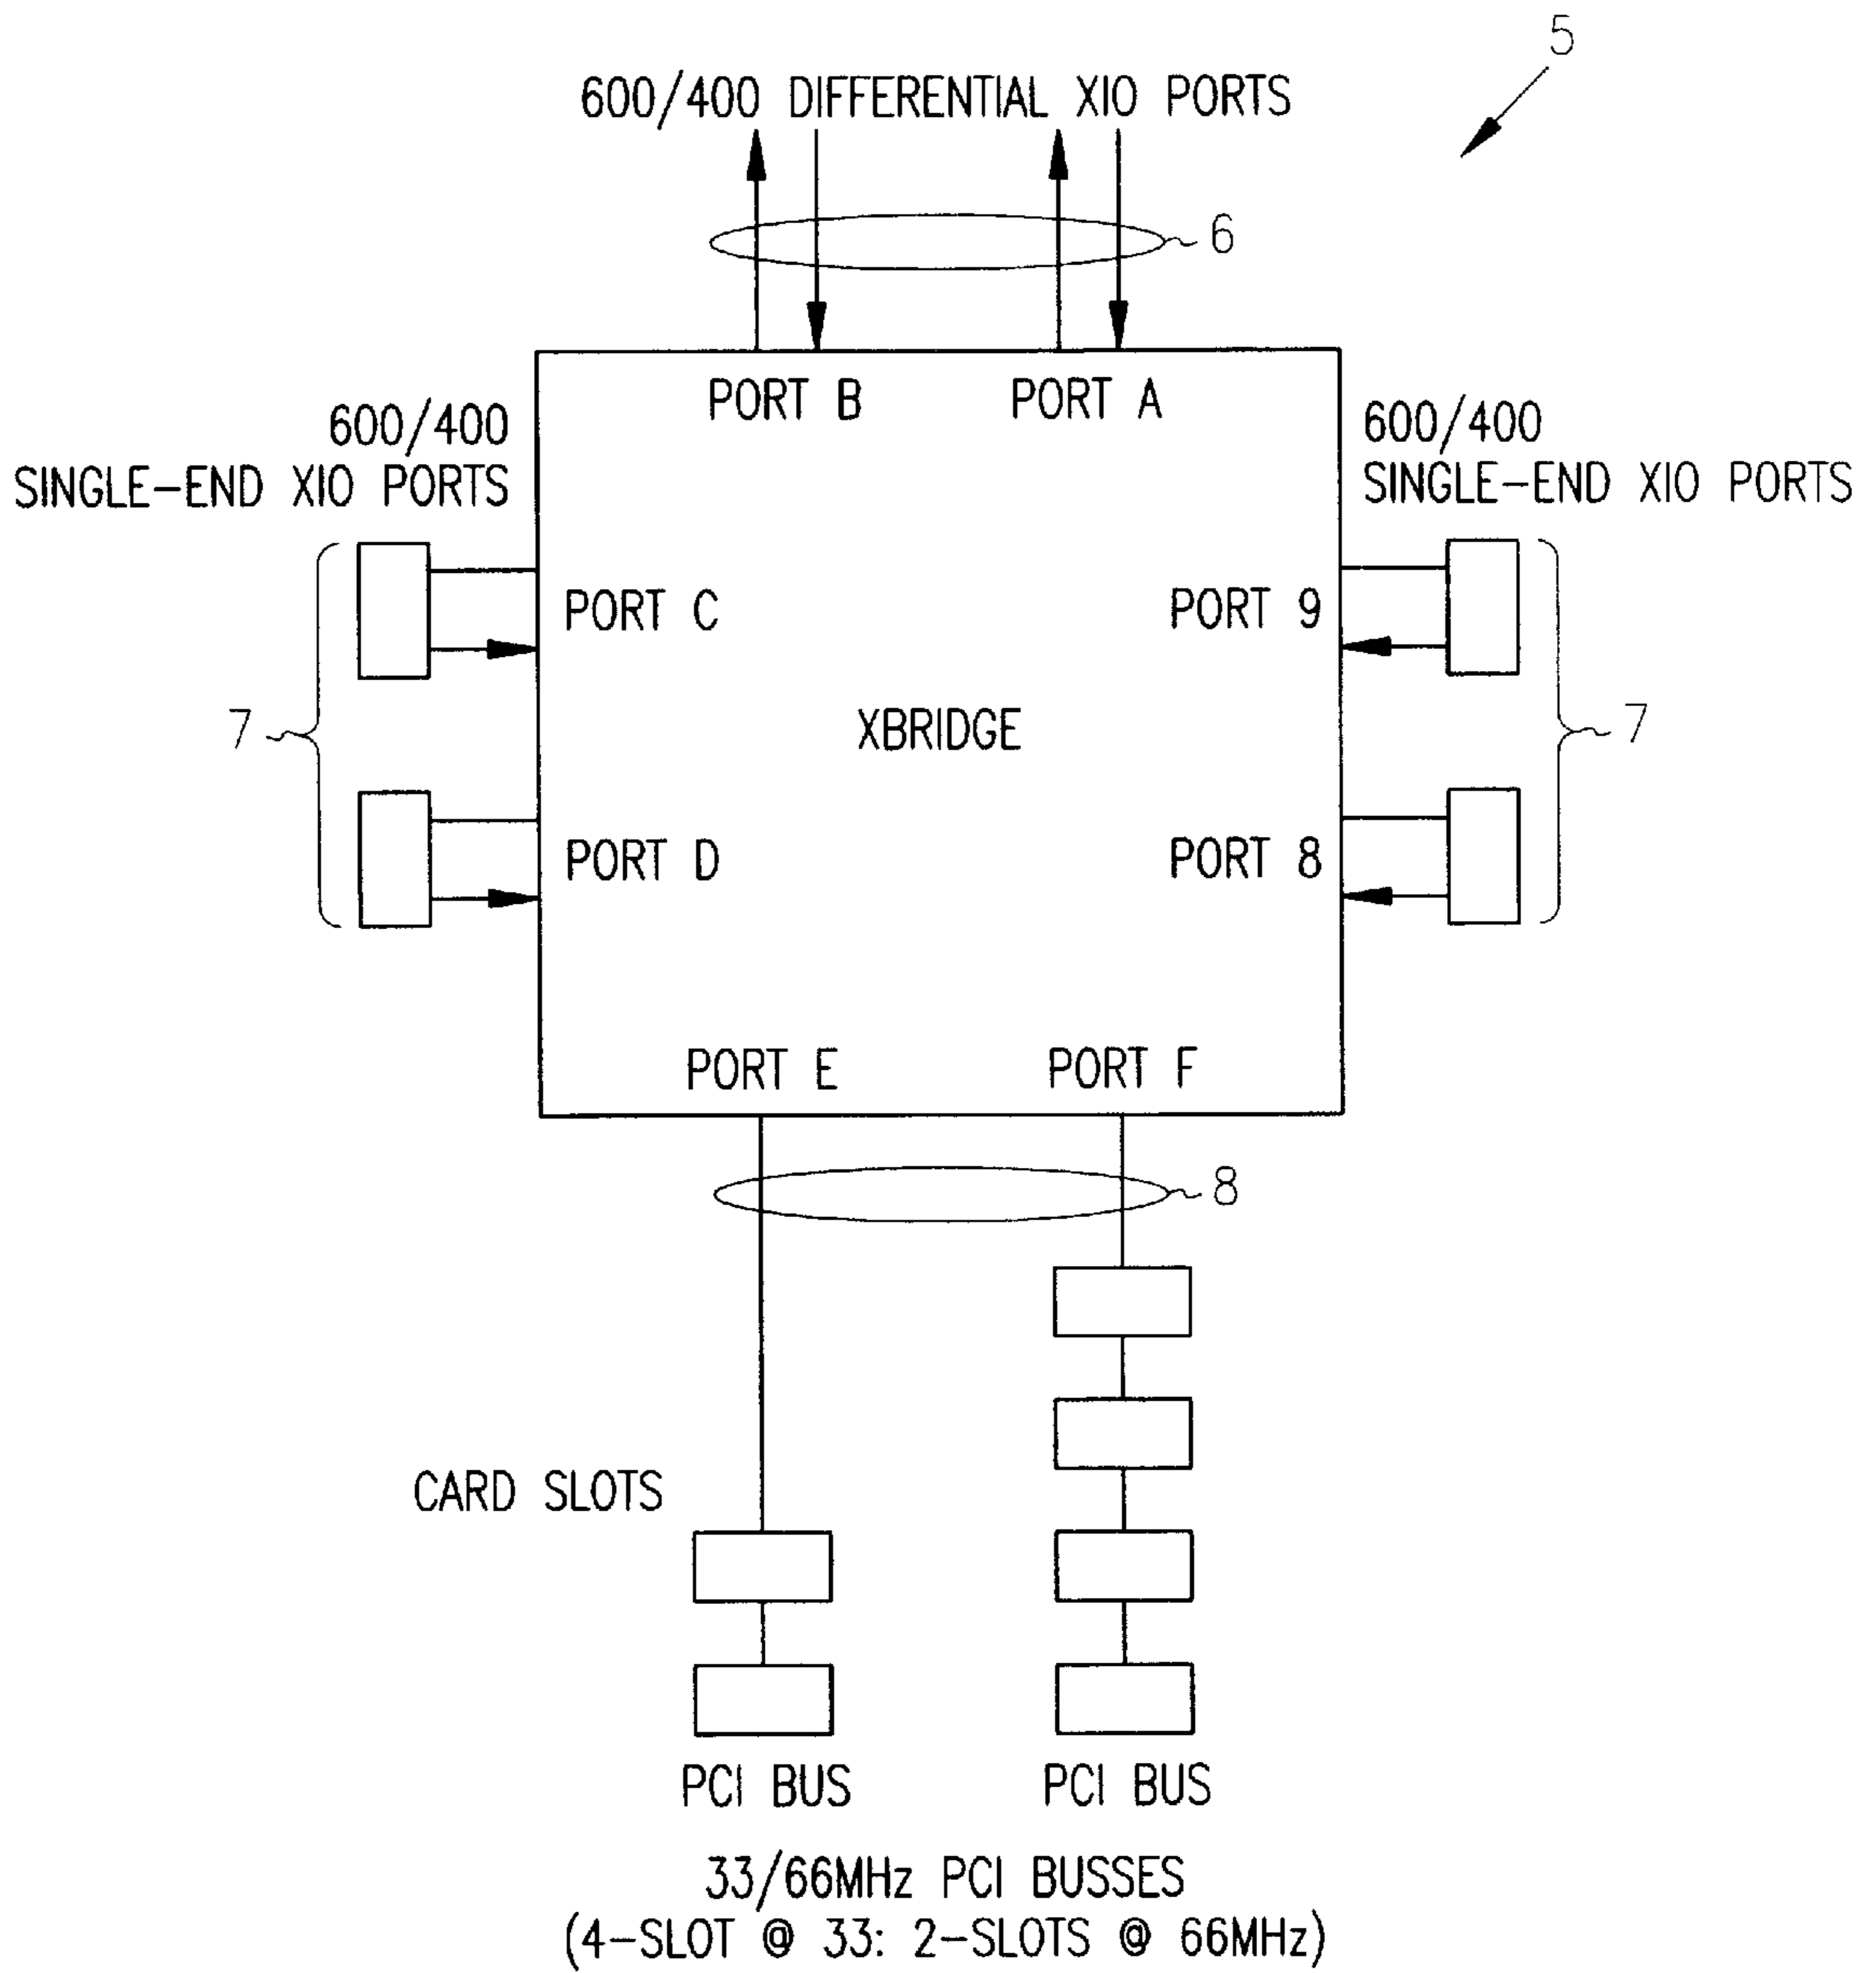 5
600/400 DIFFERENTIAL XIO PORTS
6
PORT B
PORT A
600/400
SINGLE-END XIO PORTS
600/400
SINGLE-END XIO PORTS
PORT C
PORT 9
7
XBRIDGE
7
PORT D
PORT 8
PORT E
PORT F
8
CARD SLOTS
PCI BUS
PCI BUS
33/66MHz PCI BUSSES
(4-SLOT @ 33: 2-SLOTS @ 66MHz)